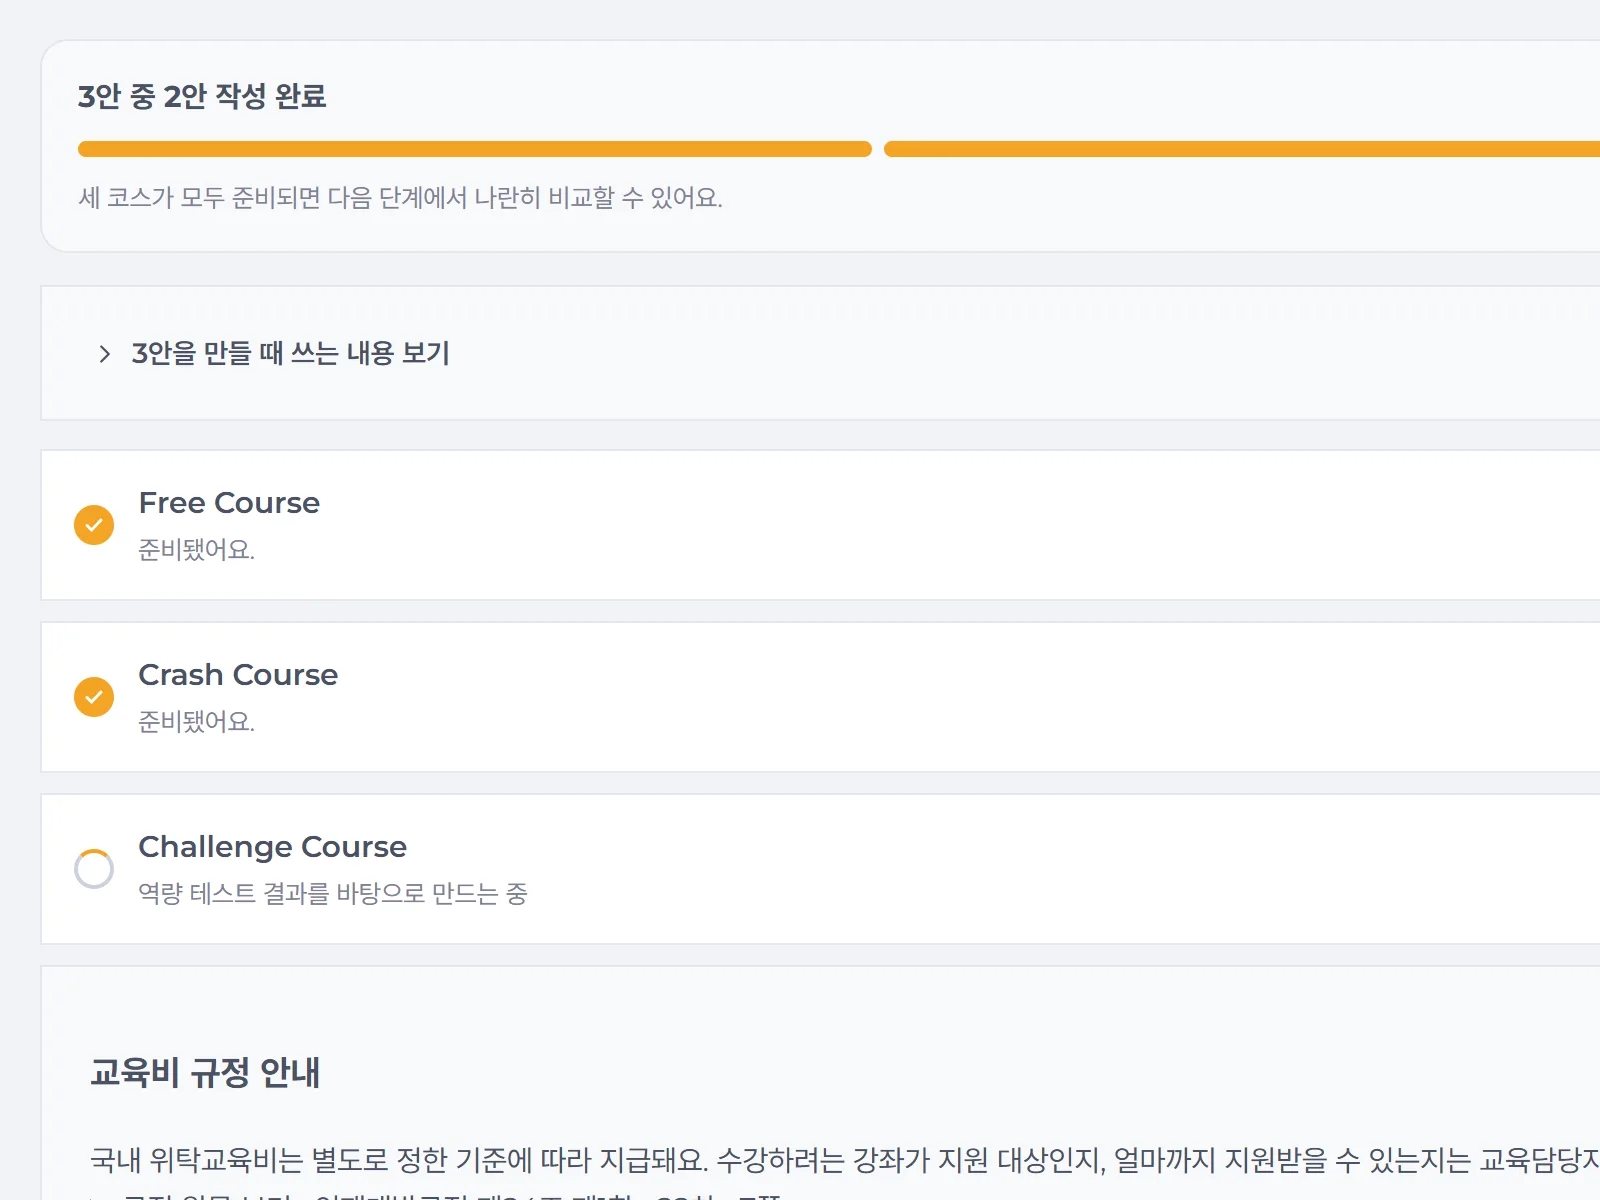 3안 중 2안 작성 완료
세 코스가 모두 준비되면 다음 단계에서 나란히 비교할 수 있어요.
3안을 만들 때 쓰는 내용 보기
Free Course
준비됐어요.
Crash Course
준비됐어요.
Challenge Course
역량 테스트 결과를 바탕으로 만드는 중
교육비 규정 안내
국내 위탁교육비는 별도로 정한 기준에 따라 지급돼요. 수강하려는 강좌가 지원 대상인지, 얼마까지 지원받을 수 있는지는 교육담당